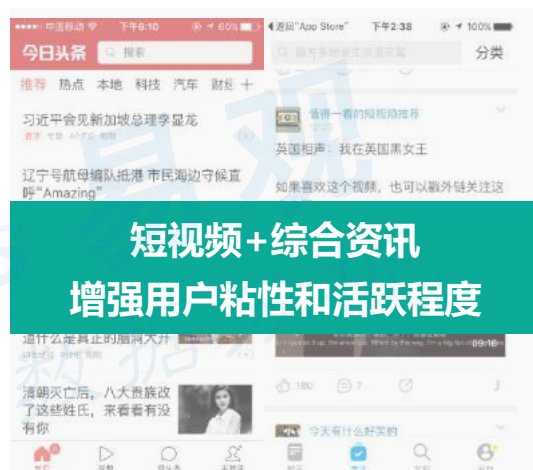 中国移动 下午6:10 60%
今日头条 搜索
推荐 热点 本地 科技 汽车 财经 +
习近平会见新加坡总理李显龙
辽宁号航母编队抵港 市民海边守候直
呼“Amazing”
返回"App Store" 下午2:38 100%
分类
值得一看的短视频推荐
英国相声：我在英国黑女王
如果喜欢这个视频，也可以戳外链关注这
短视频+综合资讯
增强用户粘性和活跃程度
道什么是真正的脑洞大开
清朝灭亡后，八大贵族改
了这些姓氏，来看看有没
有你
09:16
180 7
今天有什么好笑的
首页
易观